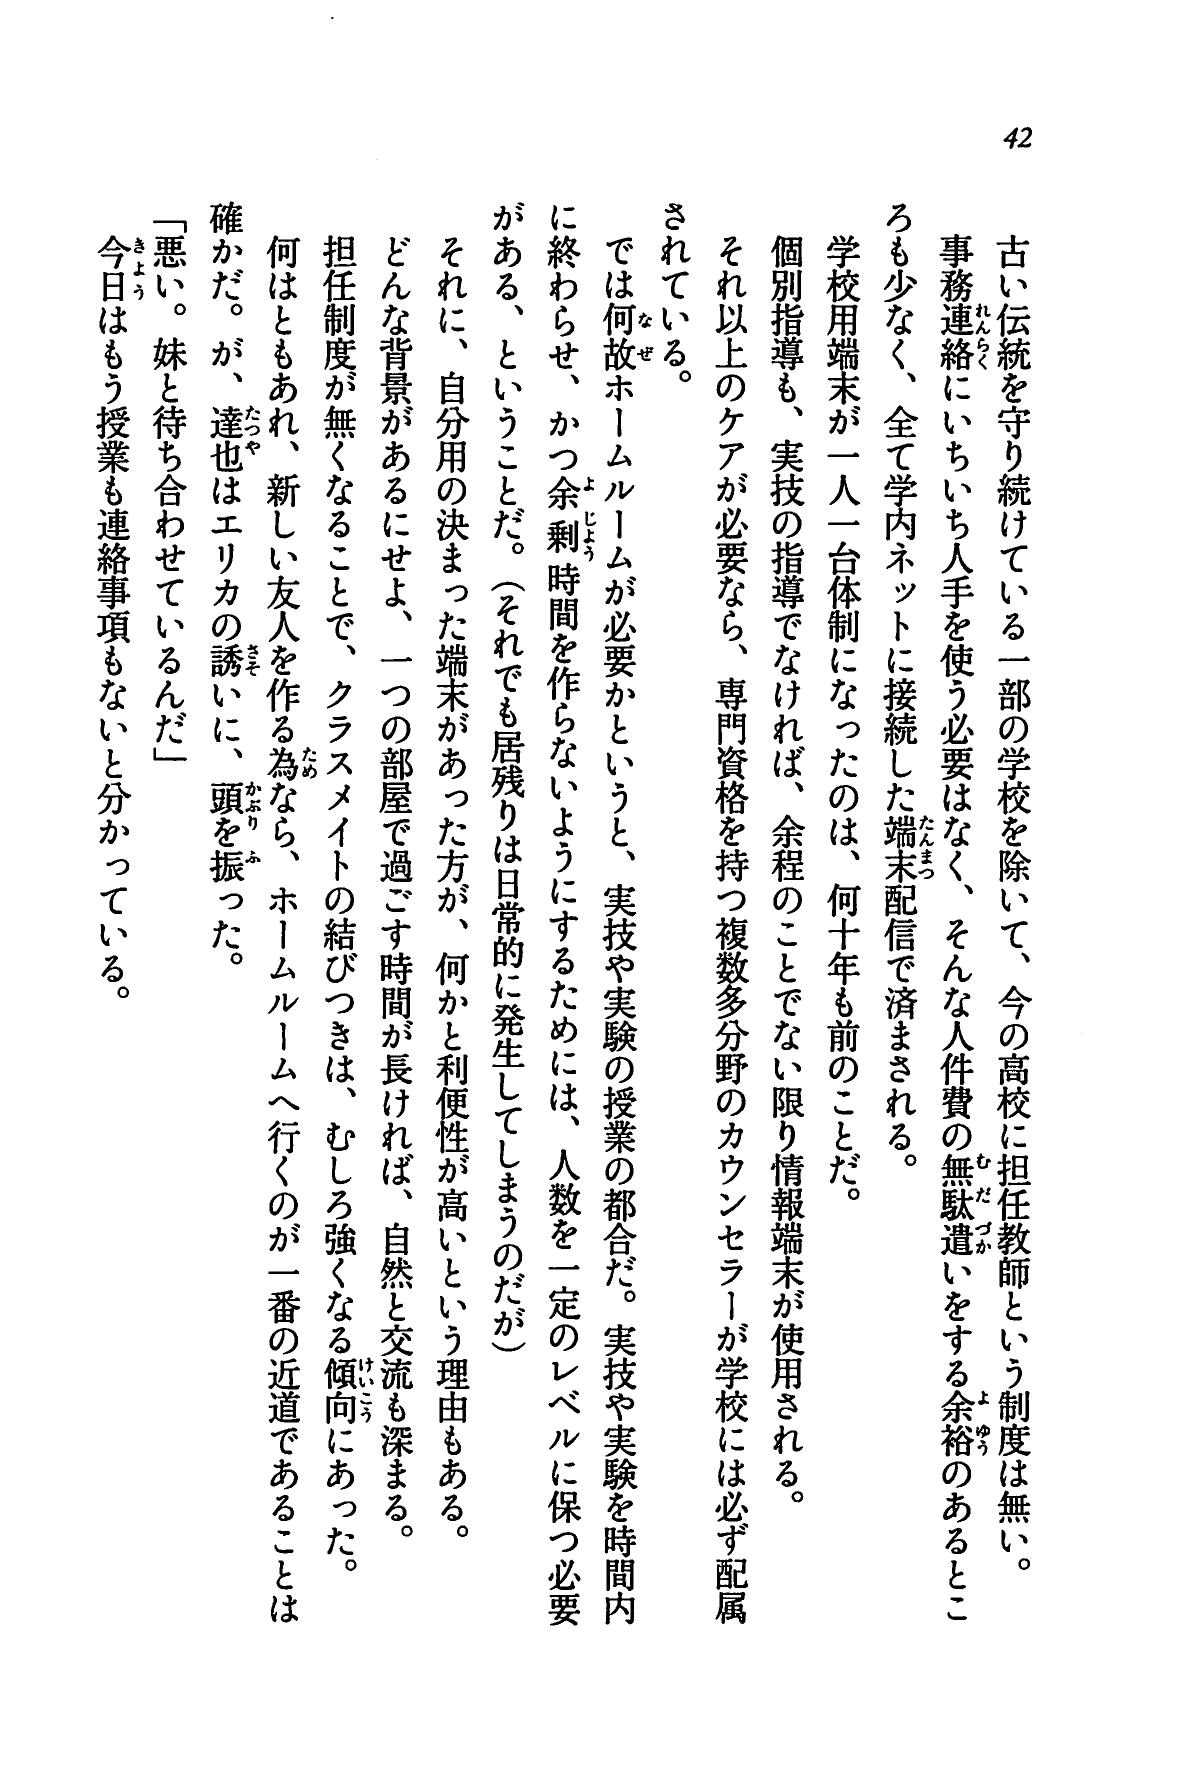 42
古い伝統を守り続けている一部の学校を除いて、今の高校に担任教師という制度は無い。
事務連絡にいちいち人手を使う必要はなく、そんな人件費の無駄遣いをする余裕のあるとこ
ろも少なく、全て学内ネットに接続した端末配信で済まされる。
学校用端末が一人一台体制になったのは、何十年も前のことだ。
個別指導も、実技の指導でなければ、余程のことでない限り情報端末が使用される。
それ以上のケアが必要なら、専門資格を持つ複数多分野のカウンセラーが学校には必ず配属
されている。
では何故ホームルームが必要かというと、実技や実験の授業の都合だ。実技や実験を時間内
に終わらせ、かつ余剰時間を作らないようにするためには、人数を一定のレベルに保つ必要
がある、ということだ。（それでも居残りは日常的に発生してしまうのだが）
それに、自分用の決まった端末があった方が、何かと利便性が高いという理由もある。
どんな背景があるにせよ、一つの部屋で過ごす時間が長ければ、自然と交流も深まる。
担任制度が無くなることで、クラスメイトの結びつきは、むしろ強くなる傾向にあった。
何はともあれ、新しい友人を作る為なら、ホームルームへ行くのが一番の近道であることは
確かだ。が、達也はエリカの誘いに、頭を振った。
「悪い。妹と待ち合わせているんだ」
今日はもう授業も連絡事項もないと分かっている。